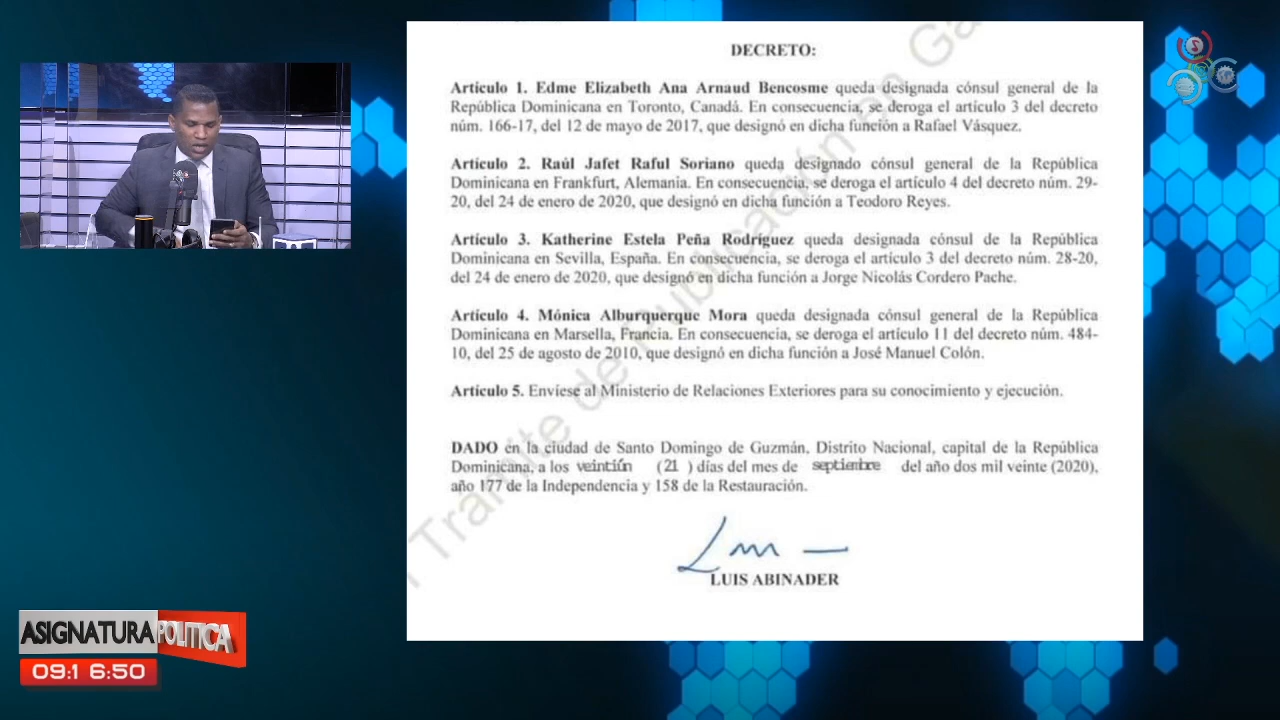 DECRETO:
Artículo 1. Edme Elizabeth Ana Arnaud Bencosme queda designada cónsul general de la
República Dominicana en Toronto, Canadá. En consecuencia, se deroga el artículo 3 del decreto
núm. 166-17, del 12 de mayo de 2017, que designó en dicha función a Rafael Vásquez.
Artículo 2. Raúl Jafet Raful Soriano queda designado cónsul general de la República
Dominicana en Frankfurt, Alemania. En consecuencia, se deroga el artículo 4 del decreto núm. 29-
20, del 24 de enero de 2020, que designó en dicha función a Teodoro Reyes.
Artículo 3. Katherine Estela Peña Rodríguez queda designada cónsul de la República
Dominicana en Sevilla, España. En consecuencia, se deroga el artículo 3 del decreto núm. 28-20,
del 24 de enero de 2020, que designó en dicha función a Jorge Nicolás Cordero Pache.
Artículo 4. Mónica Alburquerque Mora queda designada cónsul general de la República
Dominicana en Marsella, Francia. En consecuencia, se deroga el artículo 11 del decreto núm. 484-
10, del 25 de agosto de 2010, que designó en dicha función a José Manuel Colón.
Artículo 5. Envíese al Ministerio de Relaciones Exteriores para su conocimiento y ejecución.
DADO en la ciudad de Santo Domingo de Guzmán, Distrito Nacional, capital de la República
Dominicana, a los veintiún (21 ) días del mes de septiembre del año dos mil veinte (2020),
año 177 de la Independencia y 158 de la Restauración.
LUIS ABINADER
Trámite de Publicación en Ga
ASIGNATURA POLITICA
09:1 6:50